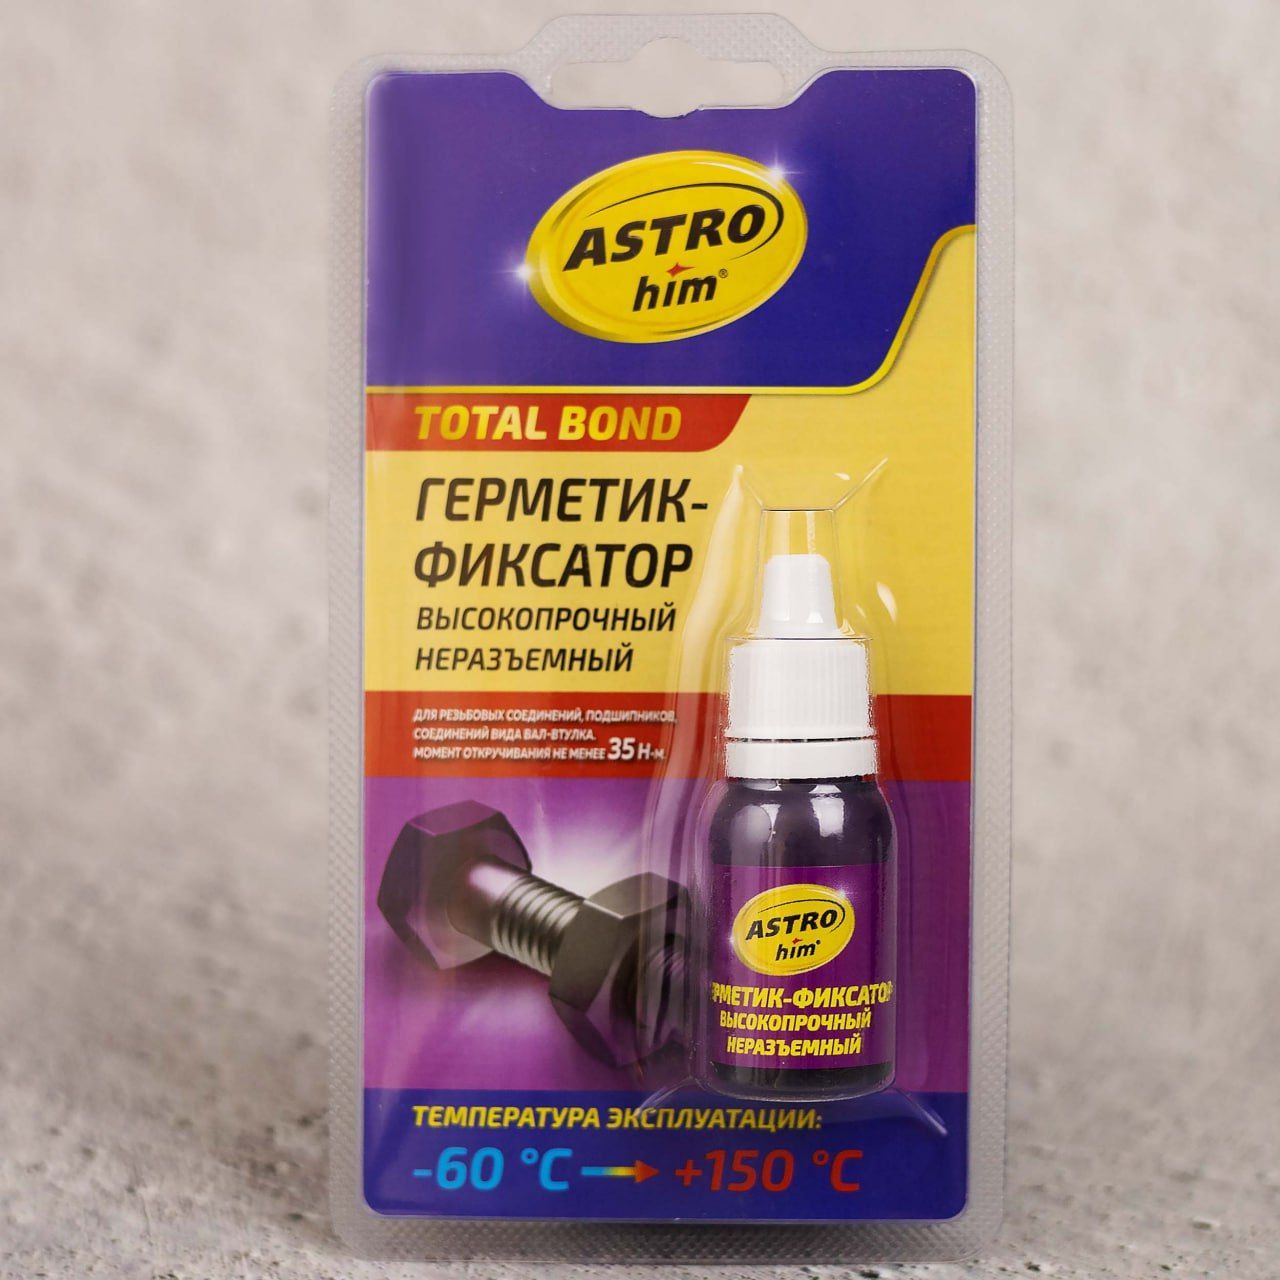 ASTRO
him®
TOTAL BOND
ГЕРМЕТИК-
ФИКСАТОР
ВЫСОКОПРОЧНЫЙ
НЕРАЗЪЕМНЫЙ
ДЛЯ РЕЗЬБОВЫХ СОЕДИНЕНИЙ, ПОДШИПНИКОВ,
СОЕДИНЕНИЙ ВИДА ВАЛ-ВТУЛКА.
МОМЕНТ ОТКРУЧИВАНИЯ НЕ МЕНЕЕ 35 Н·м.
ASTRO
him®
ЕРМЕТИК-ФИКСАТОР
ВЫСОКОПРОЧНЫЙ
НЕРАЗЪЕМНЫЙ
ТЕМПЕРАТУРА ЭКСПЛУАТАЦИИ:
-60 °C → +150 °C